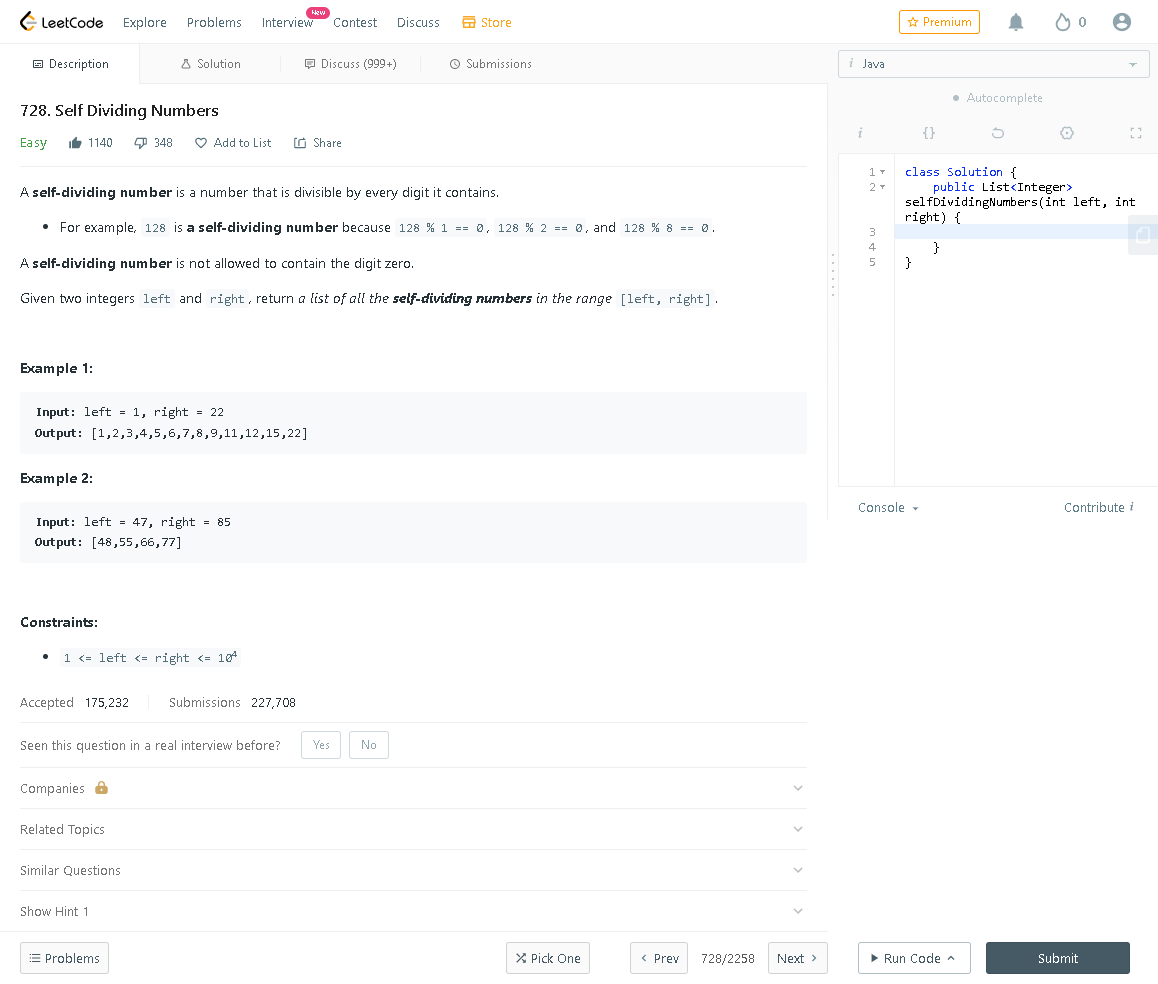 LeetCode Explore Problems Interview New Contest Discuss Store Premium 0
Description Solution Discuss (999+) Submissions
i Java
Autocomplete
i {}
728. Self Dividing Numbers
Easy 1140 348 Add to List Share
A self-dividing number is a number that is divisible by every digit it contains.
• For example, 128 is a self-dividing number because 128 % 1 == 0, 128 % 2 == 0, and 128 % 8 == 0.
A self-dividing number is not allowed to contain the digit zero.
Given two integers left and right, return a list of all the self-dividing numbers in the range [left, right].
Example 1:
Input: left = 1, right = 22
Output: [1,2,3,4,5,6,7,8,9,11,12,15,22]
Example 2:
Input: left = 47, right = 85
Output: [48,55,66,77]
Constraints:
• 1 <= left <= right <= 10⁴
Accepted 175,232 Submissions 227,708
Seen this question in a real interview before? Yes No
Companies
Related Topics
Similar Questions
Show Hint 1
Problems Pick One Prev 728/2258 Next
1 class Solution {
2 public List<Integer>
selfDividingNumbers(int left, int
right) {
3
4 }
5 }
Console Contribute i
Run Code Submit